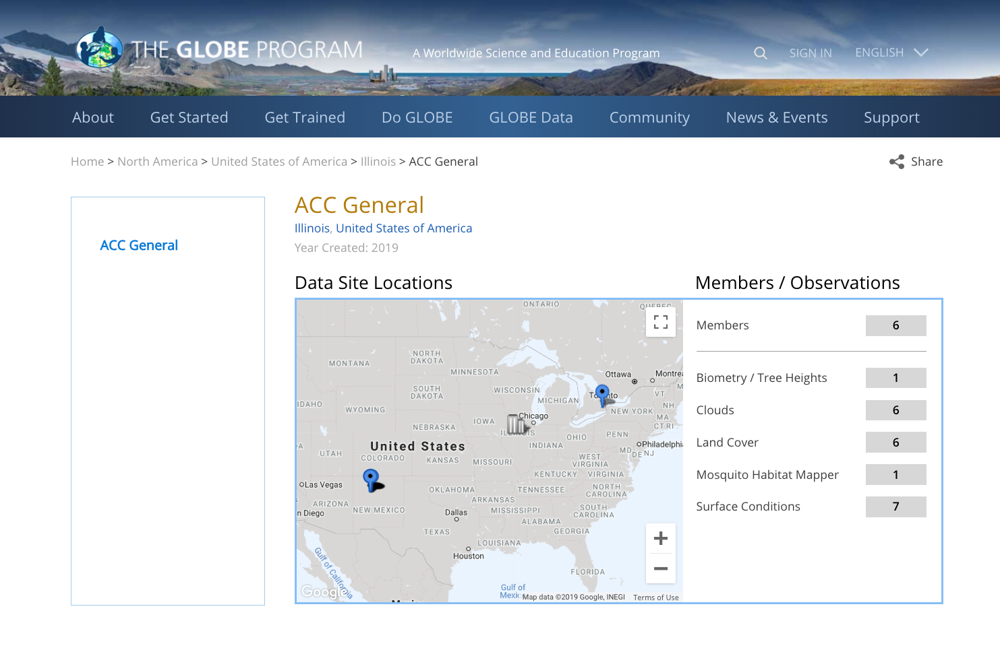 THE GLOBE PROGRAM
A Worldwide Science and Education Program
SIGN IN
ENGLISH
About
Get Started
Get Trained
Do GLOBE
GLOBE Data
Community
News & Events
Support
Home > North America > United States of America > Illinois > ACC General
Share
ACC General
ACC General
Illinois, United States of America
Year Created: 2019
Data Site Locations
ONTARIO
QUEBEC
NORTH
DAKOTA
MONTANA
MINNESOTA
Ottawa
Montrea
SOUTH
DAKOTA
WISCONSIN
MICHIGAN
VT
M
IDAHO
WYOMING
NEW YORK
NH
MA
CT RI
IOWA
Chicago
NEBRASKA
OHIO
PENN
United States
INDIANA
Philadelphi
UTAH
COLORADO
KANSAS
MISSOURI
WEST
VIRGINIA
MD
DE
NJ
KENTUCKY
VIRGINIA
Las Vegas
OKLAHOMA
TENNESSEE
NORTH
CAROLINA
ARIZONA
NEW MEXICO
ARKANSAS
n Diego
Dallas
MISSISSIPPI
SOUTH
CAROLINA
ALABAMA
TEXAS
GEORGIA
LOUISIANA
Houston
Gulf of California
FLORIDA
Gulf of
Mexic
Google
Map data ©2019 Google, INEGI
Terms of Use
Members / Observations
Members 6
Biometry / Tree Heights 1
Clouds 6
Land Cover 6
Mosquito Habitat Mapper 1
Surface Conditions 7